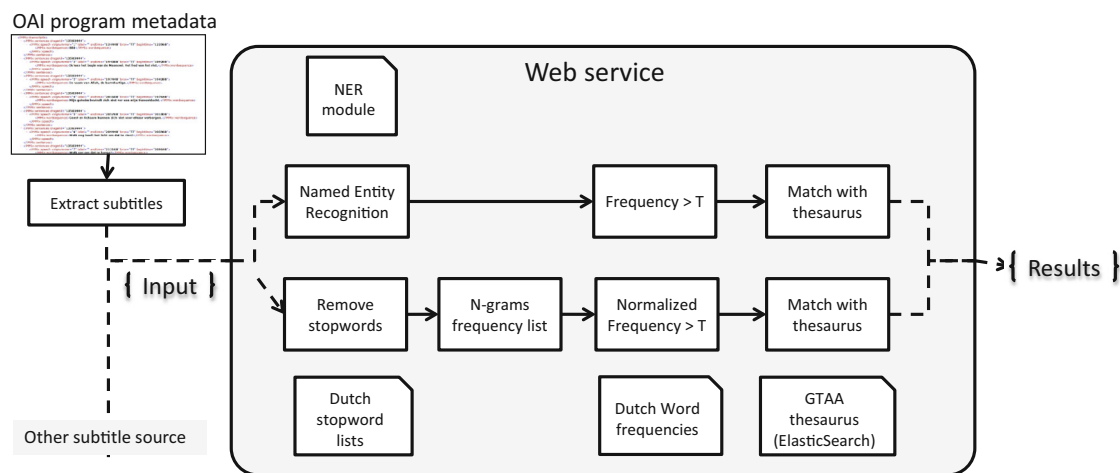 OAI program metadata
Web service
NER
module
Extract subtitles
Named Entity
Recognition
Frequency > T
Match with
thesaurus
{ Input }
{ Results }
Remove
stopwords
N-grams
frequency list
Normalized
Frequency > T
Match with
thesaurus
Dutch
stopword
lists
Dutch Word
frequencies
GTAA
thesaurus
(ElasticSearch)
Other subtitle source